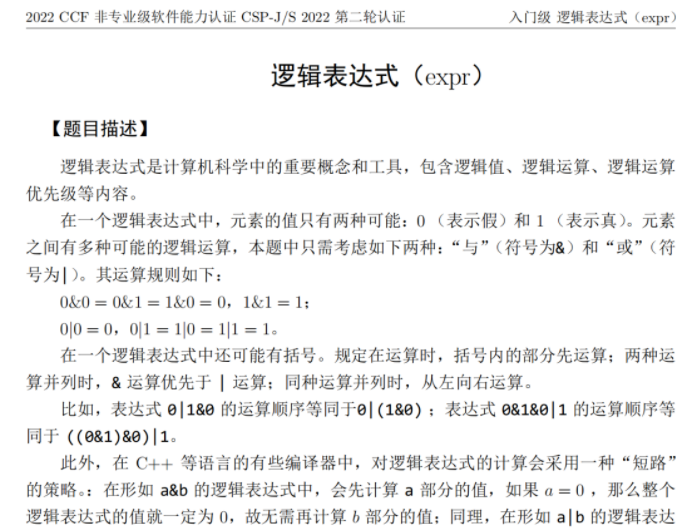 2022 CCF 非专业级软件能力认证 CSP-J/S 2022 第二轮认证 入门级 逻辑表达式（expr）
逻辑表达式（expr）
【题目描述】
逻辑表达式是计算机科学中的重要概念和工具，包含逻辑值、逻辑运算、逻辑运算
优先级等内容。
在一个逻辑表达式中，元素的值只有两种可能：0 （表示假）和 1 （表示真）。元素
之间有多种可能的逻辑运算，本题中只需考虑如下两种：“与”（符号为&）和“或”（符
号为|）。其运算规则如下：
0&0 = 0&1 = 1&0 = 0，1&1 = 1；
0|0 = 0，0|1 = 1|0 = 1|1 = 1。
在一个逻辑表达式中还可能有括号。规定在运算时，括号内的部分先运算；两种运
算并列时，& 运算优先于 | 运算；同种运算并列时，从左向右运算。
比如，表达式 0|1&0 的运算顺序等同于0|(1&0) ；表达式 0&1&0|1 的运算顺序等
同于 ((0&1)&0)|1。
此外，在 C++ 等语言的有些编译器中，对逻辑表达式的计算会采用一种“短路”
的策略。：在形如 a&b 的逻辑表达式中，会先计算 a 部分的值，如果 a = 0 ，那么整个
逻辑表达式的值就一定为 0，故无需再计算 b 部分的值；同理，在形如 a|b 的逻辑表达